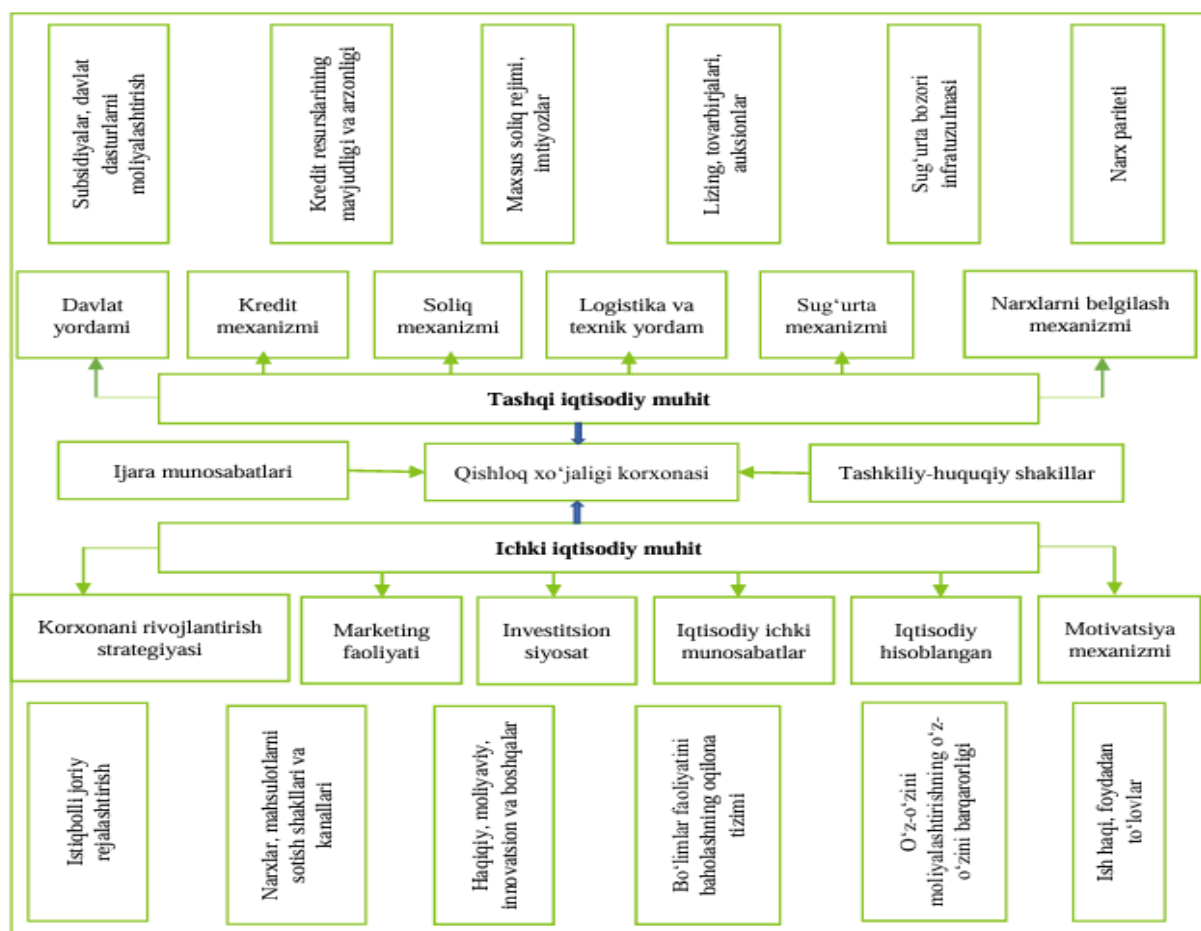 Subsidiyalar, davlat
dasturlarni
moliyalashtirish
Kredit resurslarining
mavjudligi va arzonligi
Maxsus soliq rejimi,
imtiyozlar
Lizing, tovarbirjalari,
auksionlar
Sug‘urta bozori
infratuzulmasi
Narx pariteti
Davlat
yordami
Kredit
mexanizmi
Soliq
mexanizmi
Logistika va
texnik yordam
Sug‘urta
mexanizmi
Narxlarni belgilash
mexanizmi
Tashqi iqtisodiy muhit
Ijara munosabatlari
Qishloq xo‘jaligi korxonasi
Tashkiliy-huquqiy shakillar
Ichki iqtisodiy muhit
Korxonani rivojlantirish
strategiyasi
Marketing
faoliyati
Investitsion
siyosat
Iqtisodiy ichki
munosabatlar
Iqtisodiy
hisoblangan
Motivatsiya
mexanizmi
Istiqbolli joriy
rejalashtirish
Narxlar, mahsulotlarni
sotish shakllari va
kanallari
Haqiqiy, moliyaviy,
innovatsion va boshqalar
Bo‘limlar faoliyatini
baholashning oqilona
tizimi
O‘z-o‘zini
moliyalashtirishning o‘z-
o‘zini barqarorligi
Ish haqi, foydadan
to‘lovlar